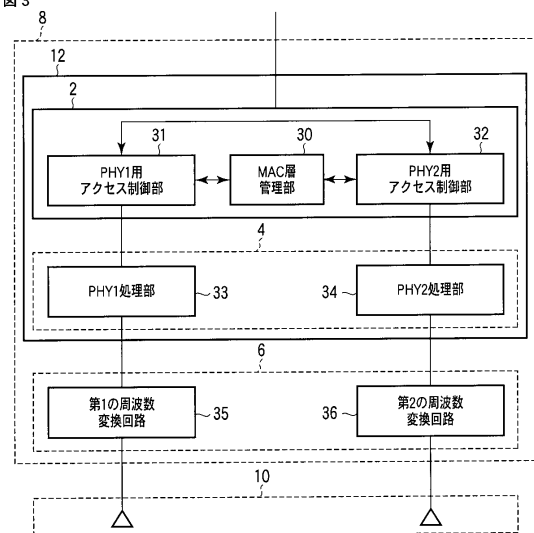 図3
8
12
2
31
30
32
PHY1用
アクセス制御部
MAC層
管理部
PHY2用
アクセス制御部
4
PHY1処理部
33
34
PHY2処理部
6
第1の周波数
変換回路
35
36
第2の周波数
変換回路
10